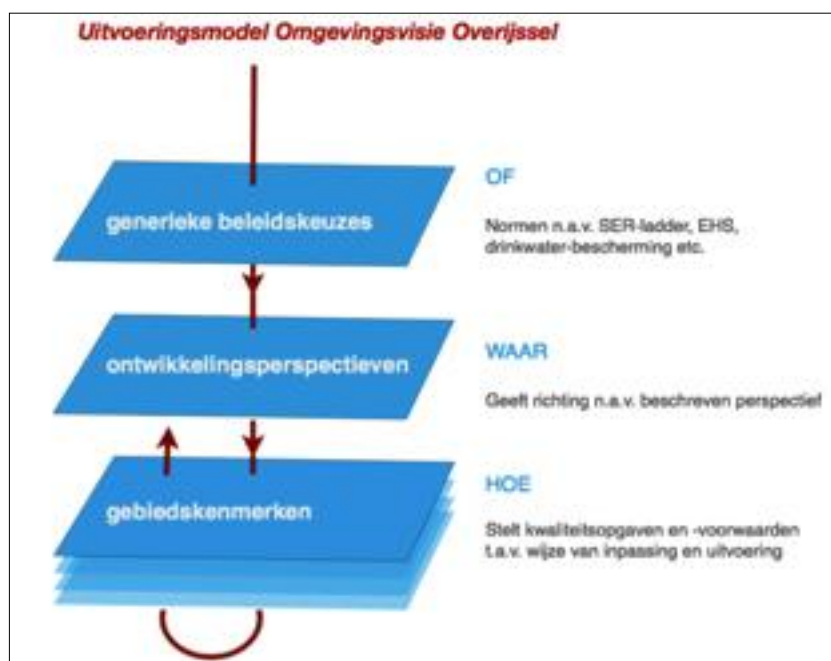 Uitvoeringsmodel Omgevingsvisie Overijssel
generieke beleidskeuzes
OF
Normen n.a.v. SER-ladder, EHS,
drinkwater-bescherming etc.
ontwikkelingsperspectieven
WAAR
Geeft richting n.a.v. beschreven perspectief
gebiedskenmerken
HOE
Stelt kwaliteitsopgaven en -voorwaarden
t.a.v. wijze van inpassing en uitvoering